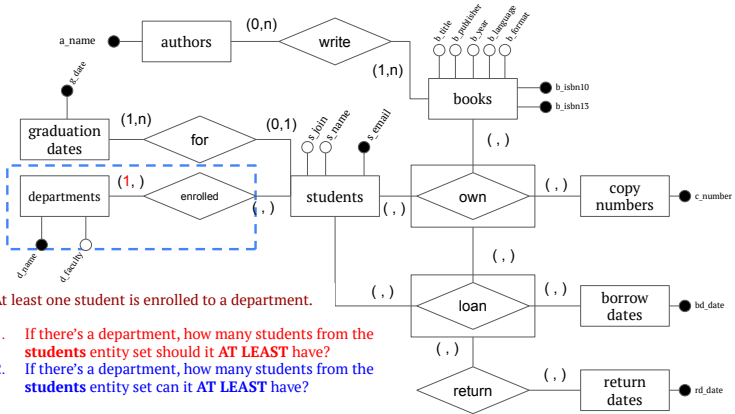 b_title
b_publisher
b_year
b_language
b_format
a_name
authors
(0,n)
write
(1,n)
books
b_isbn10
b_isbn13
g_date
graduation
dates
(1,n)
for
(0,1)
s_join
s_name
s_email
( , )
departments
(1, )
enrolled
( , )
students
( , )
own
( , )
copy
numbers
c_number
d_name
d_faculty
( , )
At least one student is enrolled to a department.
( , )
loan
( , )
borrow
dates
bd_date
. If there's a department, how many students from the
students entity set should it AT LEAST have?
2. If there's a department, how many students from the
students entity set can it AT LEAST have?
( , )
return
( , )
return
dates
rd_date